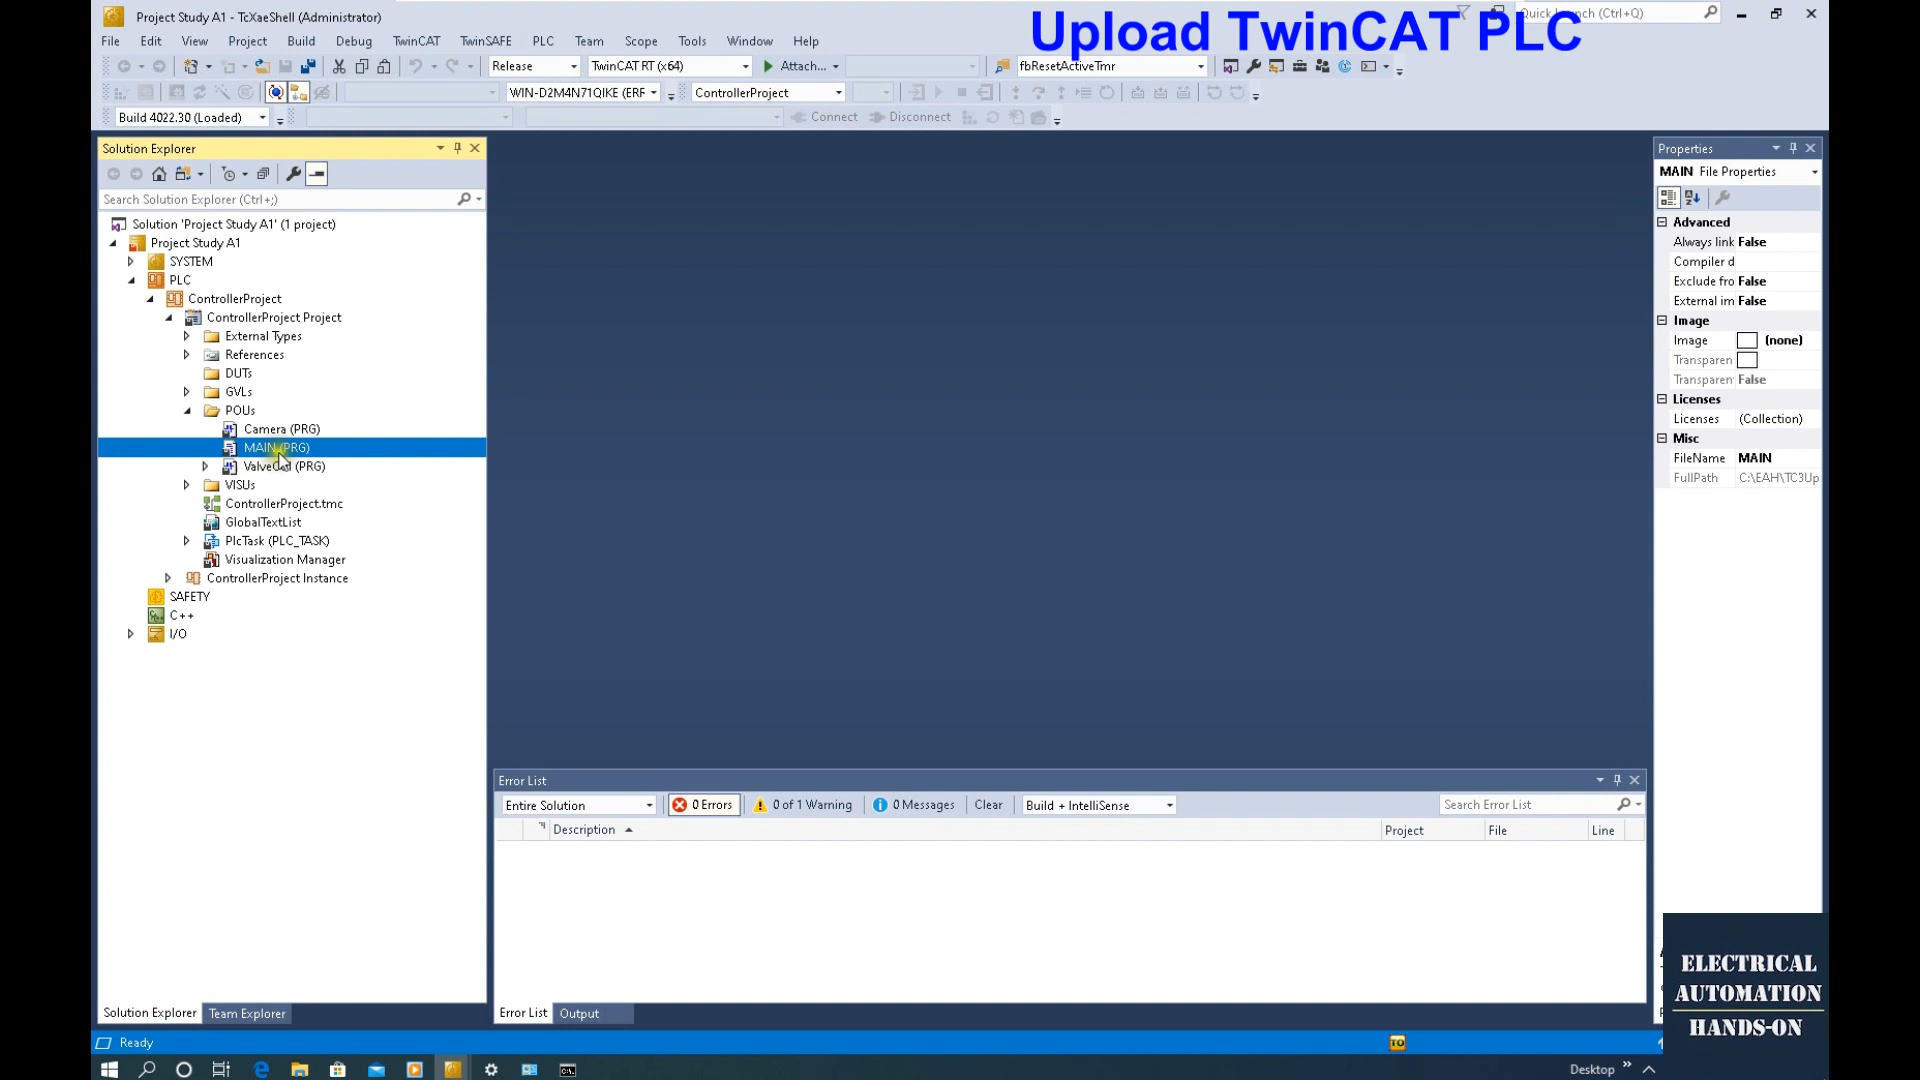 Project Study A1 - TcXaeShell (Administrator)
Upload TwinCAT PLC
File Edit View Project Build Debug TwinCAT TwinSAFE PLC Team Scope Tools Window Help
Release TwinCAT RT (x64) Attach... fbResetActiveTmr
WIN-D2M4N71QIKE (ERF ControllerProject
Build 4022.30 (Loaded) Connect Disconnect
Solution Explorer
Search Solution Explorer (Ctrl+;)
Solution 'Project Study A1' (1 project)
Project Study A1
SYSTEM
PLC
ControllerProject
ControllerProject Project
External Types
References
DUTs
GVLs
POUs
Camera (PRG)
MAIN (PRG)
(PRG)
VISUs
ControllerProject.tmc
GlobalTextList
PlcTask (PLC_TASK)
Visualization Manager
ControllerProject Instance
SAFETY
C++
I/O
Solution Explorer Team Explorer
Error List
Entire Solution 0 Errors 0 of 1 Warning 0 Messages Clear Build + IntelliSense Search Error List
Description Project File Line
Error List Output
Properties
MAIN File Properties
Advanced
Always link False
Compiler d
Exclude fro False
External im False
Image
Image (none)
Transparen
Transparen False
Licenses
Licenses (Collection)
Misc
FileName MAIN
FullPath C:\EAH\TC3Up
ELECTRICAL
AUTOMATION
HANDS-ON
Ready
Desktop